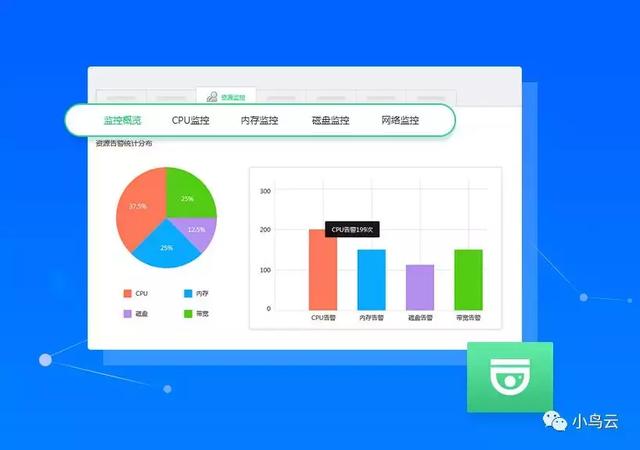 资源监控
监控概览 CPU监控 内存监控 磁盘监控 网络监控
资源告警统计分布
37.5%
25%
12.5%
25%
CPU 内存
磁盘 带宽
300
200
100
0
CPU告警199次
CPU告警 内存告警 磁盘告警 带宽告警
小鸟云